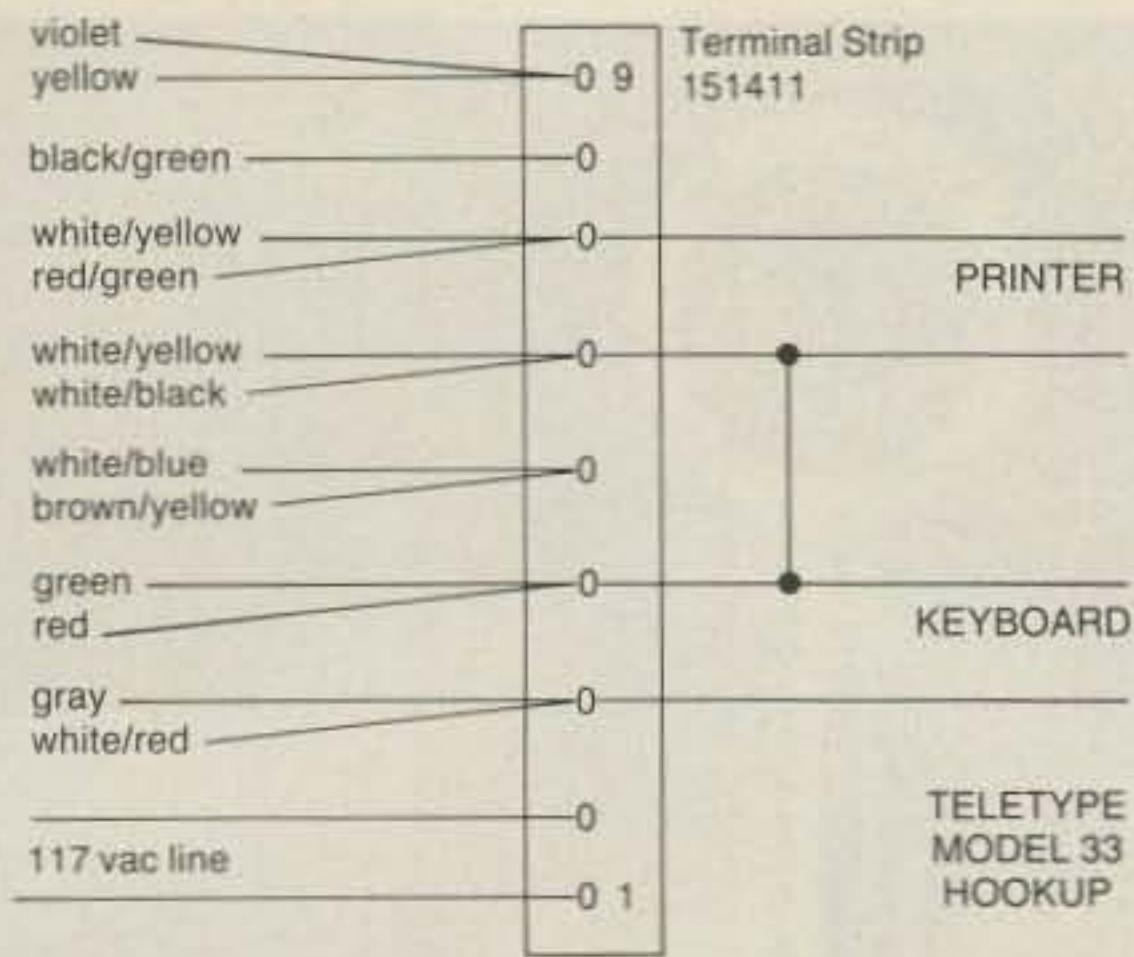 violet
yellow
0 9
Terminal Strip
151411
black/green
0
white/yellow
red/green
0
PRINTER
white/yellow
white/black
0
white/blue
brown/yellow
0
green
red
0
KEYBOARD
gray
white/red
0
0
117 vac line
0 1
TELETYPE
MODEL 33
HOOKUP